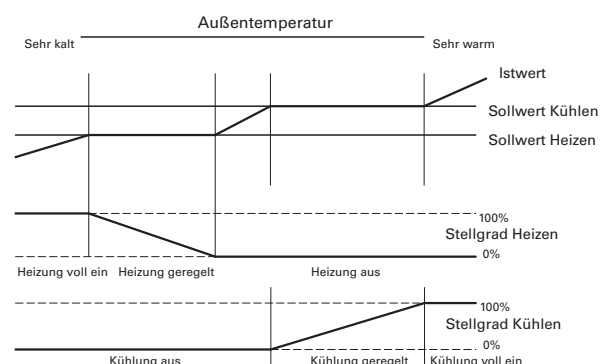 Außentemperatur
Sehr kalt
Sehr warm
Istwert
Sollwert Kühlen
Sollwert Heizen
100%
Stellgrad Heizen
0%
Heizung voll ein Heizung geregelt Heizung aus
100%
Stellgrad Kühlen
0%
Kühlung aus Kühlung geregelt Kühlung voll ein